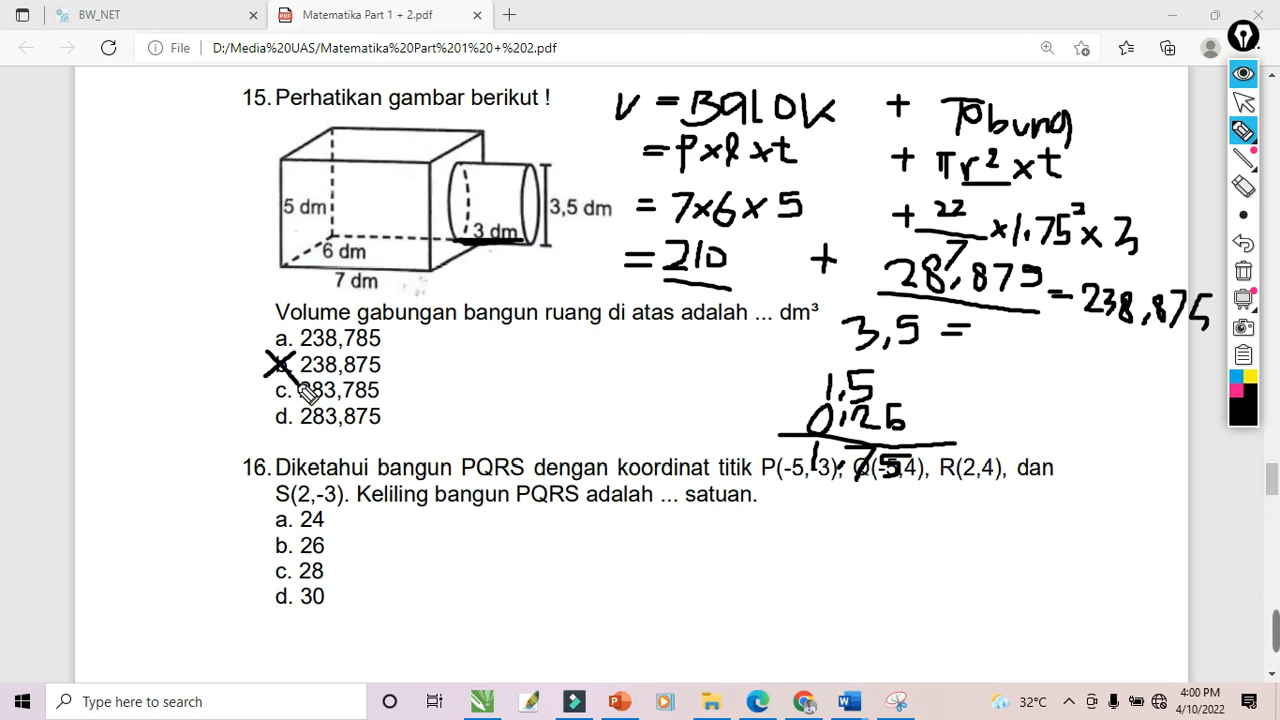 BW_NET
Matematika Part 1 + 2.pdf
File
D:/Media%20UAS/Matematika%20Part%201%20+%202.pdf
15. Perhatikan gambar berikut !
5 dm
6 dm
7 dm
3 dm
3,5 dm
V = Balok + Tabung
= p x l x t + π r² x t
= 7 x 6 x 5 + 22/7 x 1.75² x 3
= 210 + 28,875 = 238,875
3,5 =
1,5
0,25
1,75
Volume gabungan bangun ruang di atas adalah ... dm³
a. 238,785
b. 238,875
c. 283,785
d. 283,875
16. Diketahui bangun PQRS dengan koordinat titik P(-5,-3), Q(-5,4), R(2,4), dan
S(2,-3). Keliling bangun PQRS adalah ... satuan.
a. 24
b. 26
c. 28
d. 30
Type here to search
32°C
4:00 PM
4/10/2022